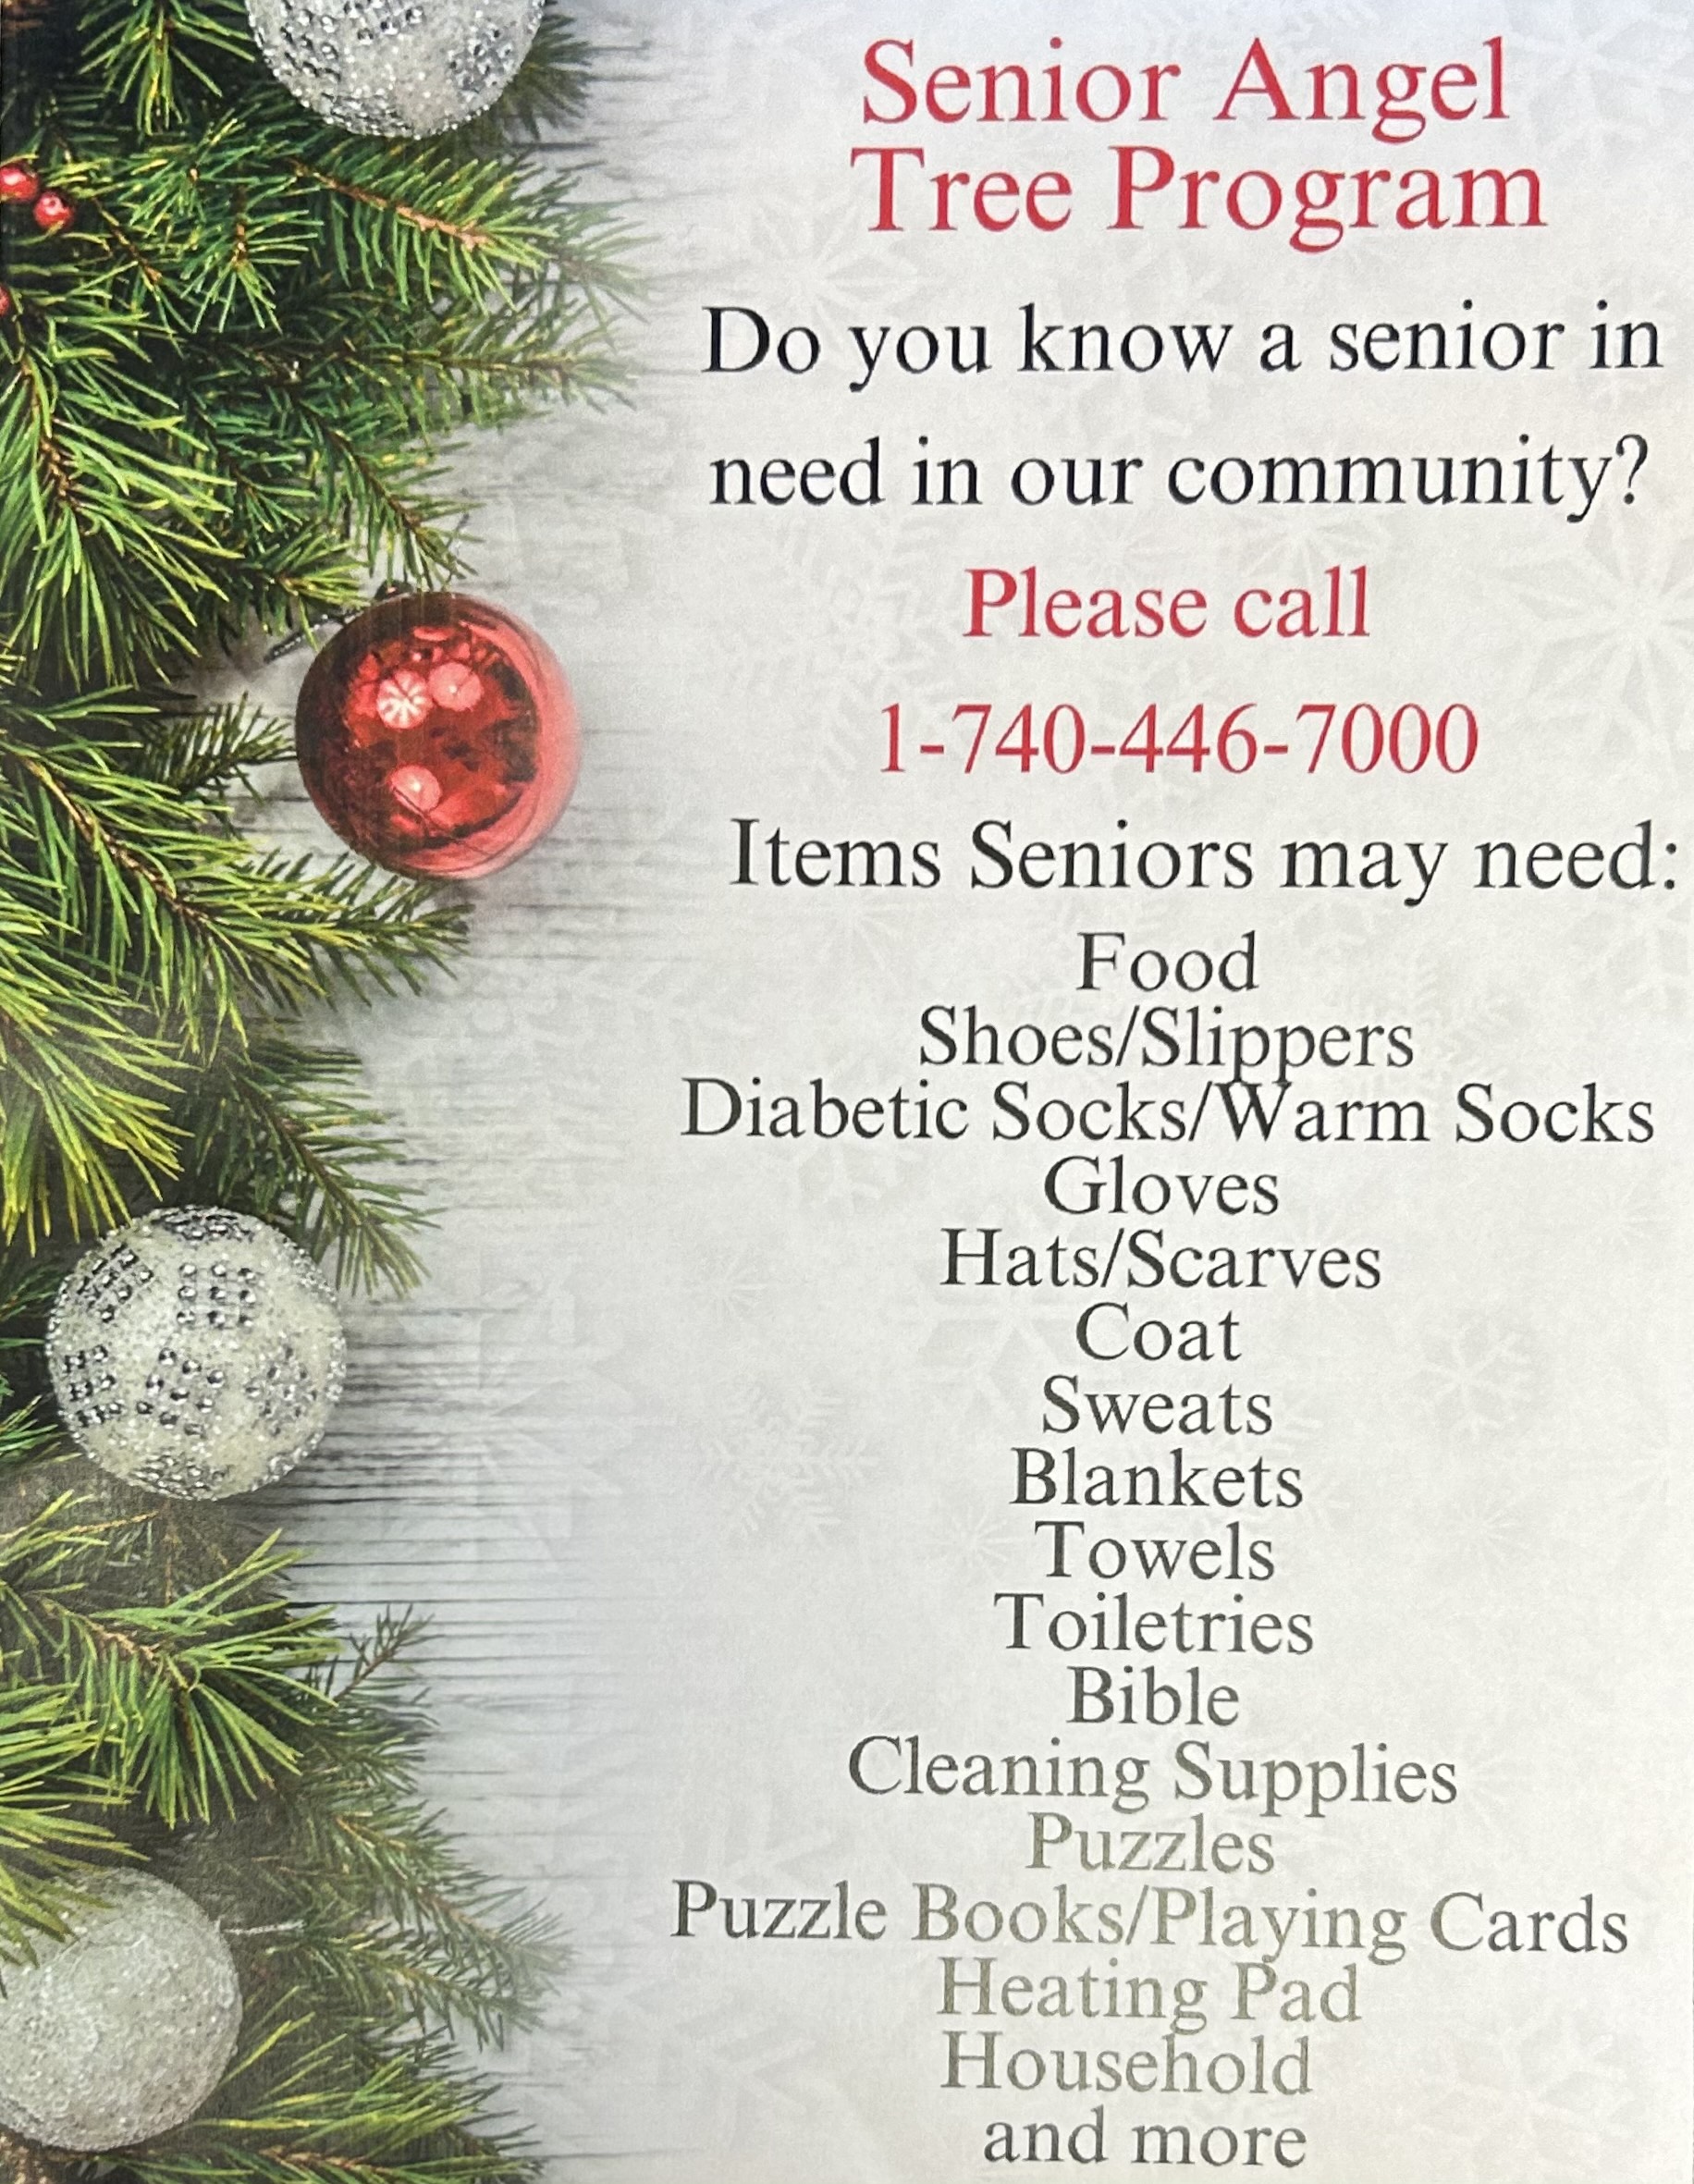 Senior Angel
Tree Program
Do you know a senior in
need in our community?
Please call
1-740-446-7000
Items Seniors may need:
Food
Shoes/Slippers
Diabetic Socks/Warm Socks
Gloves
Hats/Scarves
Coat
Sweats
Blankets
Towels
Toiletries
Bible
Cleaning Supplies
Puzzles
Puzzle Books/Playing Cards
Heating Pad
Household
and more